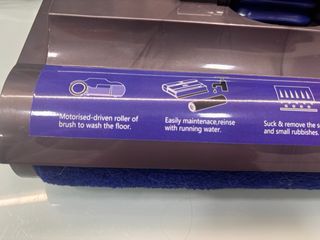 Motorised-driven roller of
brush to wash the floor.
Easily maintenace,reinse
with running water.
Suck & remove the s
and small rubbishes.